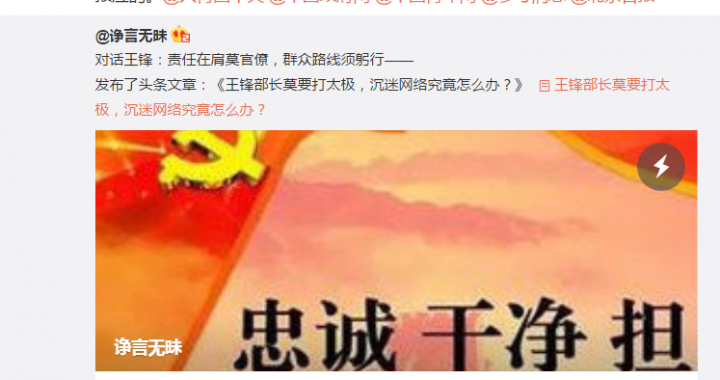 @诤言无昧
对话王锋：责任在肩莫官僚，群众路线须躬行——
发布了头条文章：《王锋部长莫要打太极，沉迷网络究竟怎么办？》 王锋部长莫要打太
极，沉迷网络究竟怎么办？
忠诚 干净 担
诤言无昧